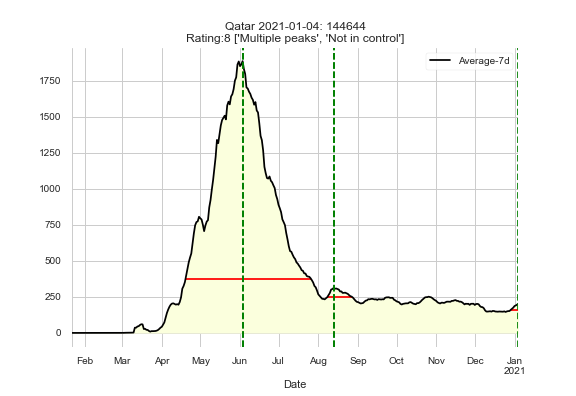 Qatar 2021-01-04: 144644
Rating:8 ['Multiple peaks', 'Not in control']
Average-7d
1750
1500
1250
1000
750
500
250
0
Feb Mar Apr May Jun Jul Aug Sep Oct Nov Dec Jan
2021
Date